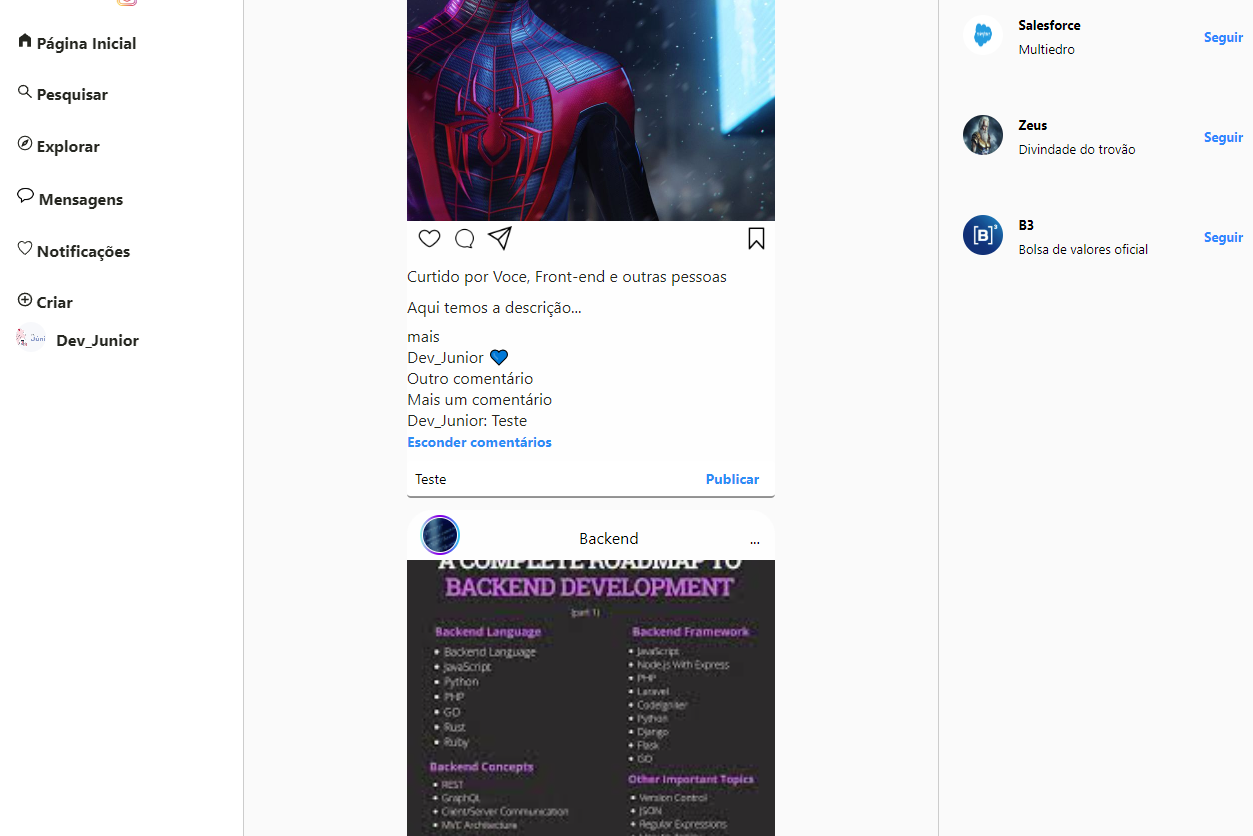 Página Inicial
Pesquisar
Explorar
Mensagens
Notificações
Criar
Dev_Junior
Curtido por Voce, Front-end e outras pessoas
Aqui temos a descrição...
mais
Dev_Junior 💙
Outro comentário
Mais um comentário
Dev_Junior: Teste
Esconder comentários
Teste
Publicar
Backend
...
A COMPLETE ROADMAP TO
BACKEND DEVELOPMENT
(part 1)
Backend Language
• Backend Language
• JavaScript
• Python
• PHP
• GO
• Rust
• Ruby
Backend Concepts
• REST
• GraphQL
• Client/Server Communication
• MVC Architecture
Backend Framework
• JavaScript
• Node.js With Express
• PHP
• Laravel
• CodeIgniter
• Python
• Django
• Flask
• GO
Other Important Topics
• Version Control
• JSON
• Regular Expressions
Salesforce
Multiedro
Seguir
Zeus
Divindade do trovão
Seguir
[B]³
B3
Bolsa de valores oficial
Seguir